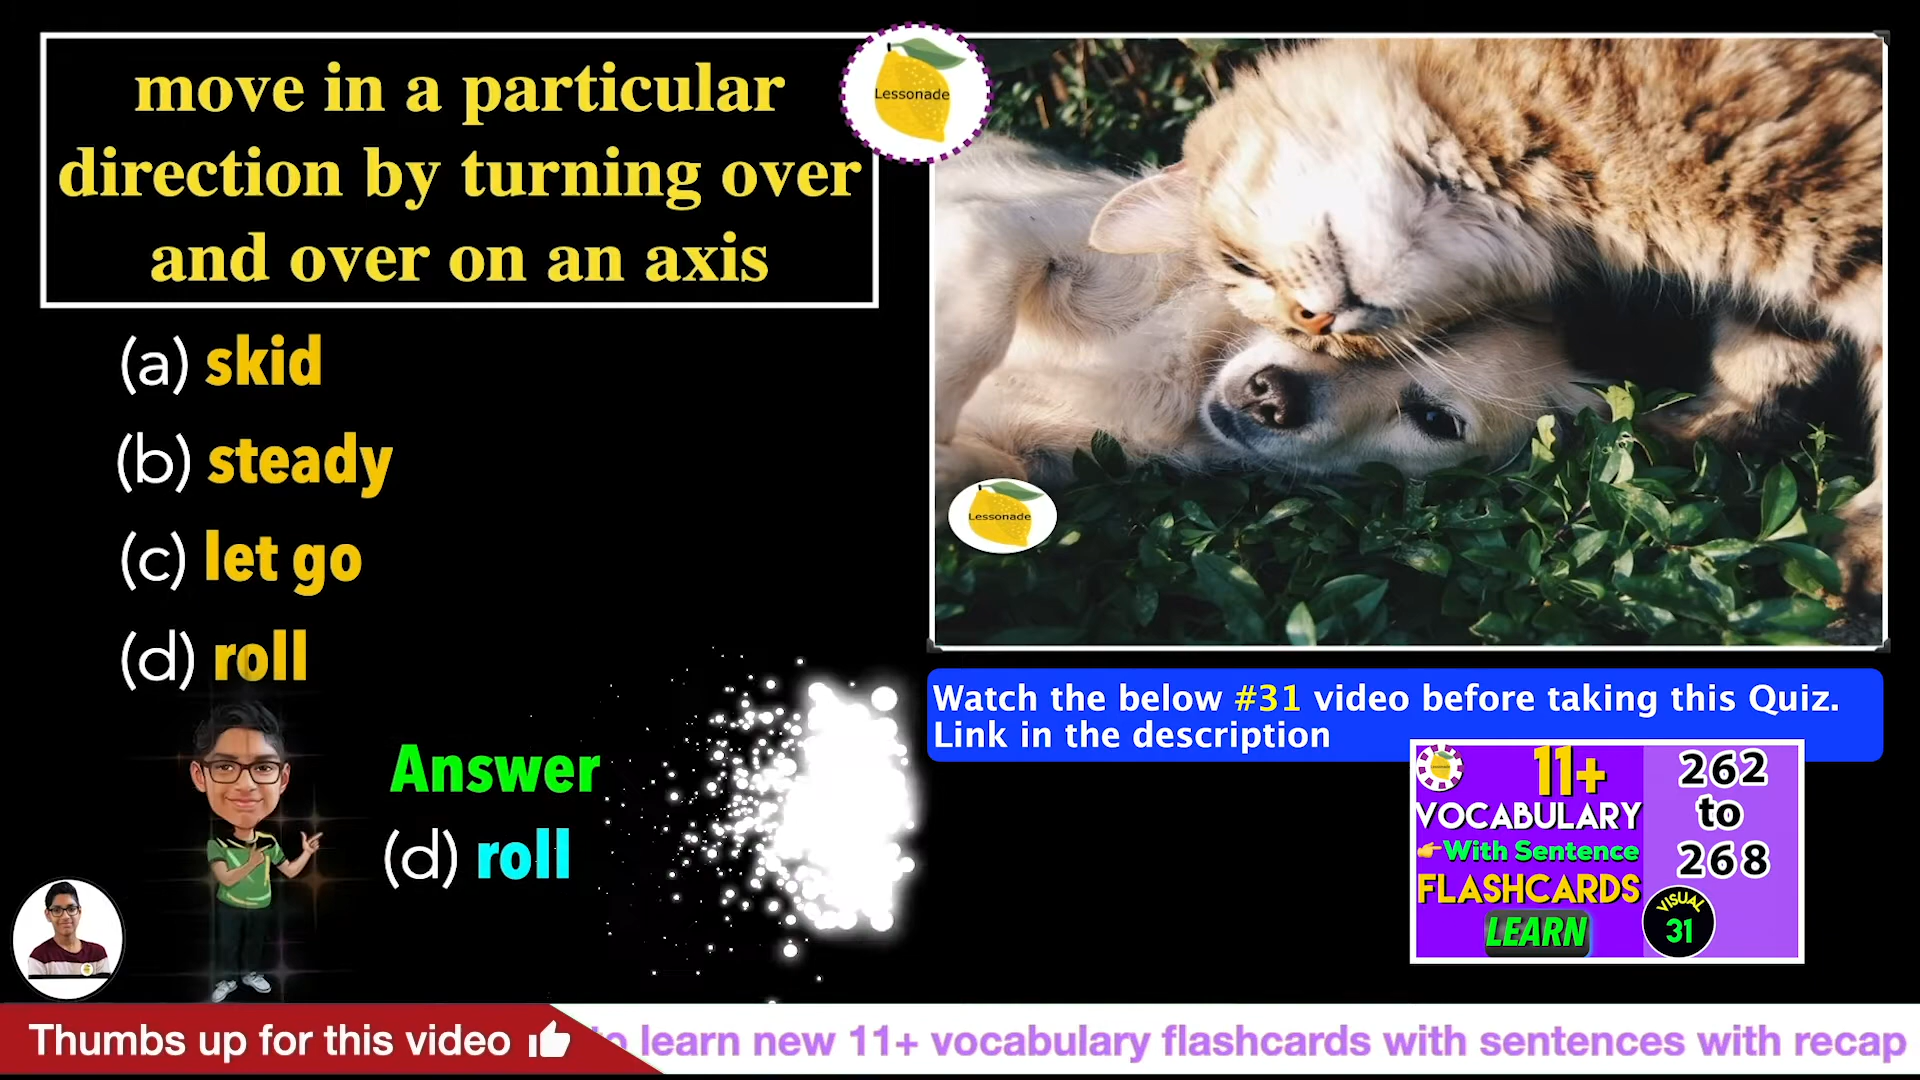 move in a particular
direction by turning over
and over on an axis
Lessonade
(a) skid
(b) steady
(c) let go
(d) roll
Answer
(d) roll
Lessonade
Watch the below #31 video before taking this Quiz.
Link in the description
11+
VOCABULARY
With Sentence
FLASHCARDS
LEARN
262
to
268
VISUAL
31
Thumbs up for this video
learn new 11+ vocabulary flashcards with sentences with recap